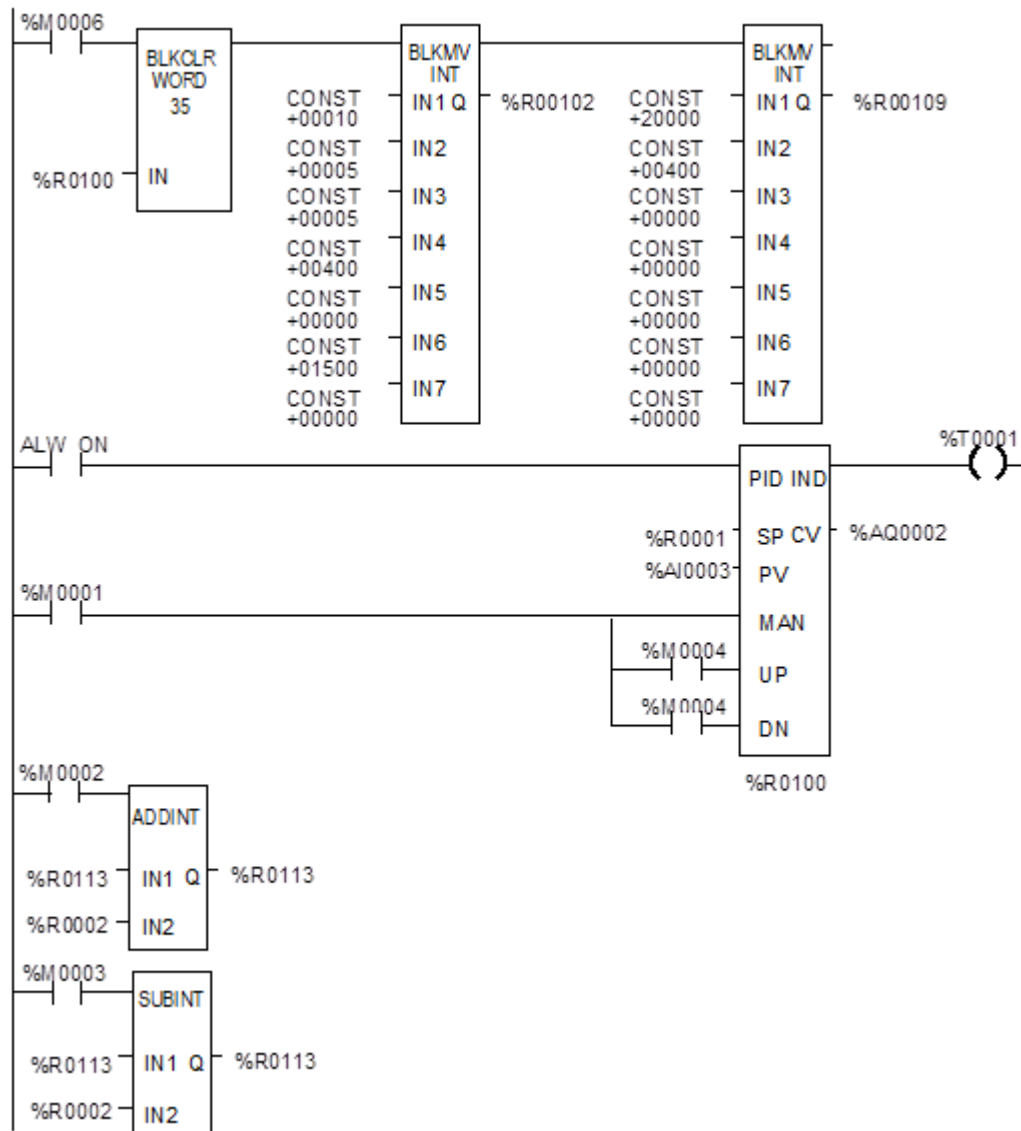 %M0006
BLKCLR
WORD
35
%R0100 IN
BLKMV
INT
CONST
+00010
IN1 Q %R00102
CONST
+00005
IN2
CONST
+00005
IN3
CONST
+00400
IN4
CONST
+00000
IN5
CONST
+01500
IN6
CONST
+00000
IN7
BLKMV
INT
CONST
+20000
IN1 Q %R00109
CONST
+00400
IN2
CONST
+00000
IN3
CONST
+00000
IN4
CONST
+00000
IN5
CONST
+00000
IN6
CONST
+00000
IN7
ALW_ON
%T0001
PID IND
%R0001 SP CV %AQ0002
%AI0003 PV
%M0001
MAN
%M0004
UP
%M0004
DN
%R0100
%M0002
ADDINT
%R0113 IN1 Q %R0113
%R0002 IN2
%M0003
SUBINT
%R0113 IN1 Q %R0113
%R0002 IN2